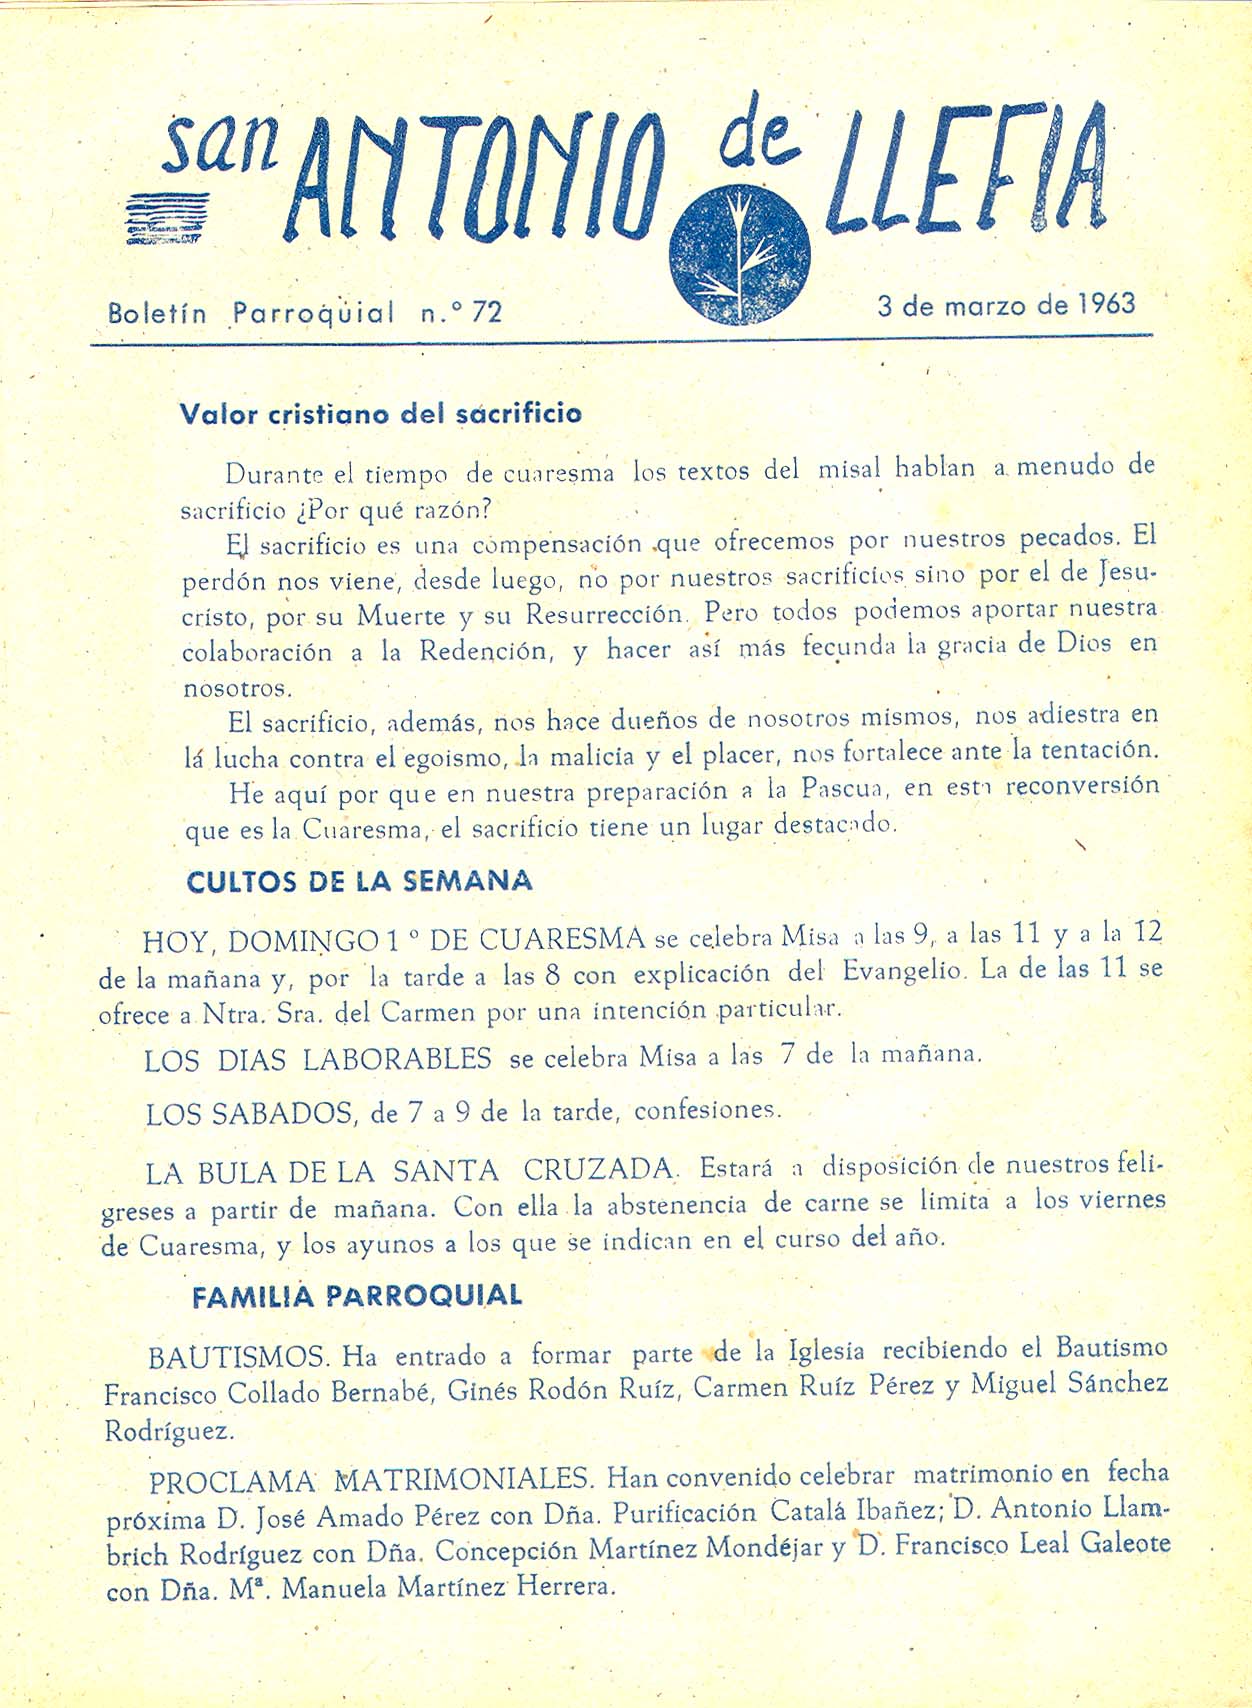 san ANTONIO de LLEFIA
Boletín Parroquial n.º 72
3 de marzo de 1963
Valor cristiano del sacrificio
Durante el tiempo de cuaresma los textos del misal hablan a menudo de
sacrificio ¿Por qué razón?
El sacrificio es una compensación que ofrecemos por nuestros pecados. El
perdón nos viene, desde luego, no por nuestros sacrificios sino por el de Jesu-
cristo, por su Muerte y su Resurrección. Pero todos podemos aportar nuestra
colaboración a la Redención, y hacer así más fecunda la gracia de Dios en
nosotros.
El sacrificio, además, nos hace dueños de nosotros mismos, nos adiestra en
la lucha contra el egoismo, la malicia y el placer, nos fortalece ante la tentación.
He aquí por que en nuestra preparación a la Pascua, en esta reconversión
que es la Cuaresma, el sacrificio tiene un lugar destacado.
CULTOS DE LA SEMANA
HOY, DOMINGO 1º DE CUARESMA se celebra Misa a las 9, a las 11 y a la 12
de la mañana y, por la tarde a las 8 con explicación del Evangelio. La de las 11 se
ofrece a Ntra. Sra. del Carmen por una intención particular.
LOS DIAS LABORABLES se celebra Misa a las 7 de la mañana.
LOS SABADOS, de 7 a 9 de la tarde, confesiones.
LA BULA DE LA SANTA CRUZADA. Estará a disposición de nuestros feli-
greses a partir de mañana. Con ella la abstenencia de carne se limita a los viernes
de Cuaresma, y los ayunos a los que se indican en el curso del año.
FAMILIA PARROQUIAL
BAUTISMOS. Ha entrado a formar parte de la Iglesia recibiendo el Bautismo
Francisco Collado Bernabé, Ginés Rodón Ruíz, Carmen Ruíz Pérez y Miguel Sánchez
Rodríguez.
PROCLAMA MATRIMONIALES. Han convenido celebrar matrimonio en fecha
próxima D. José Amado Pérez con Dña. Purificación Catalá Ibañez; D. Antonio Llam-
brich Rodríguez con Dña. Concepción Martínez Mondéjar y D. Francisco Leal Galeote
con Dña. Mª. Manuela Martínez Herrera.